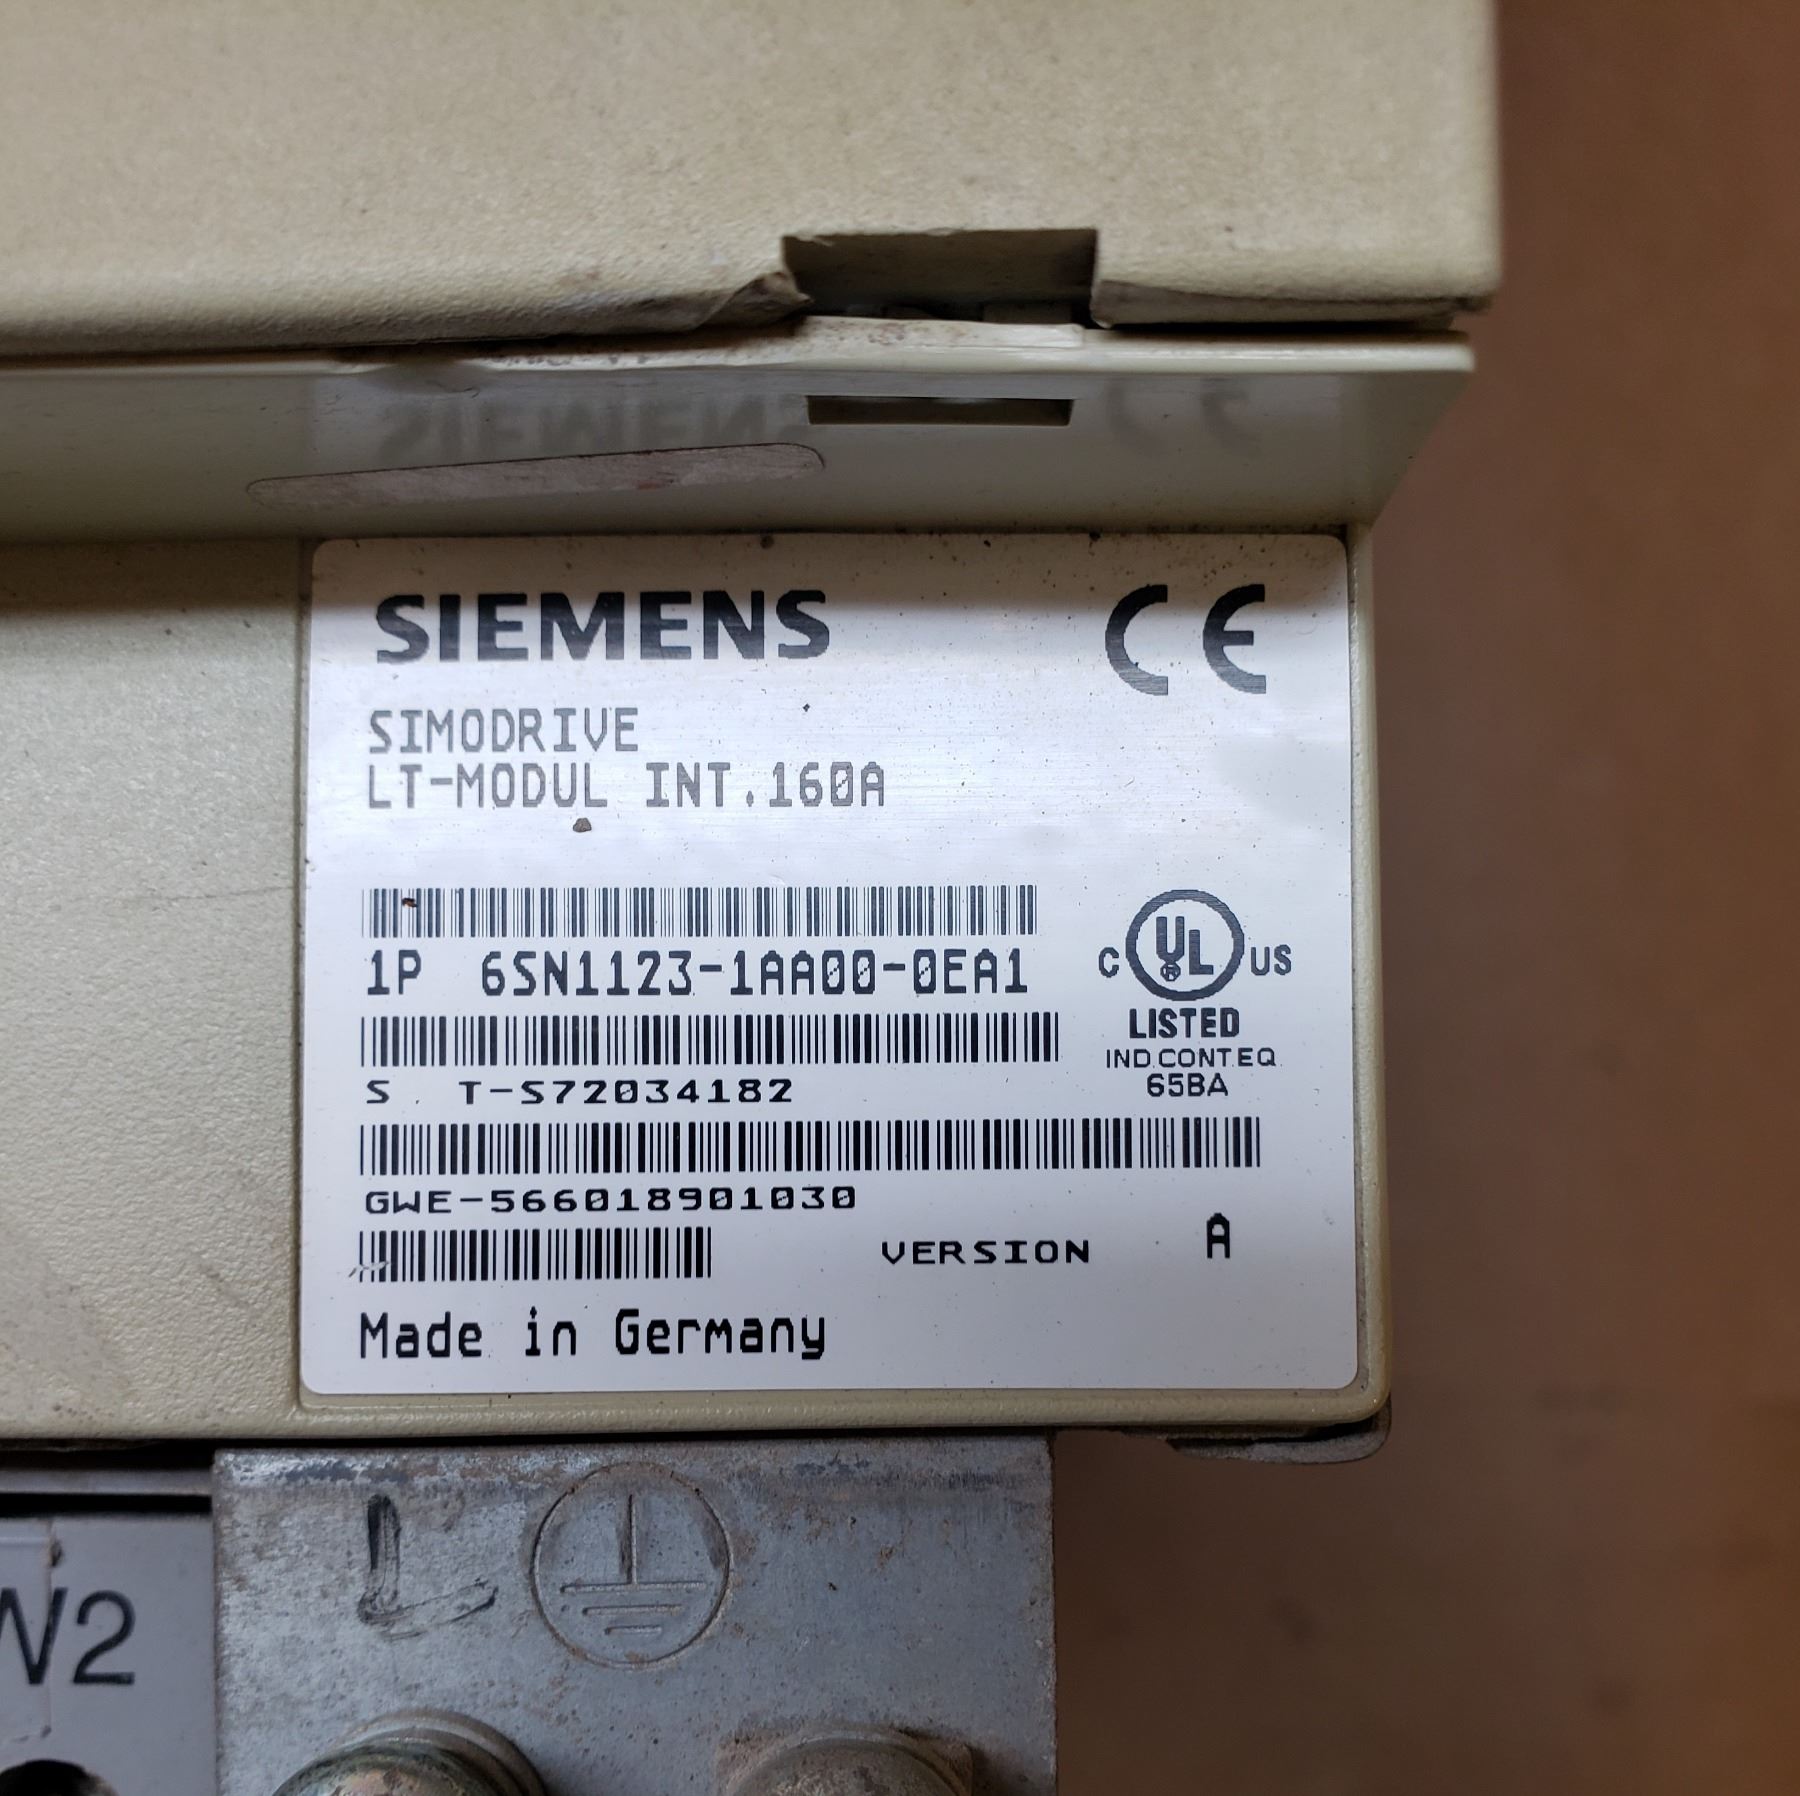 SIEMENS CE
SIMODRIVE
LT-MODUL INT.160A
1P 6SN1123-1AA00-0EA1
C UL® US
LISTED
IND.CONT.EQ
65BA
S T-S72034182
GWE-566018901030
VERSION A
Made in Germany
L
W2